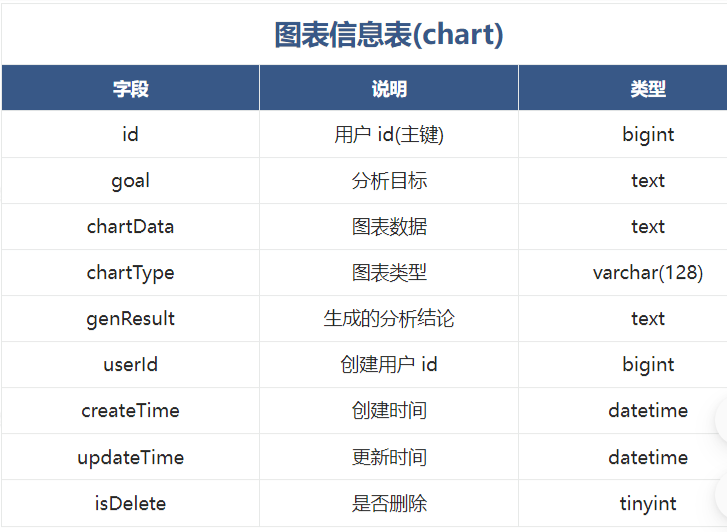 图表信息表(chart)
字段 说明 类型
id 用户 id(主键) bigint
goal 分析目标 text
chartData 图表数据 text
chartType 图表类型 varchar(128)
genResult 生成的分析结论 text
userId 创建用户 id bigint
createTime 创建时间 datetime
updateTime 更新时间 datetime
isDelete 是否删除 tinyint